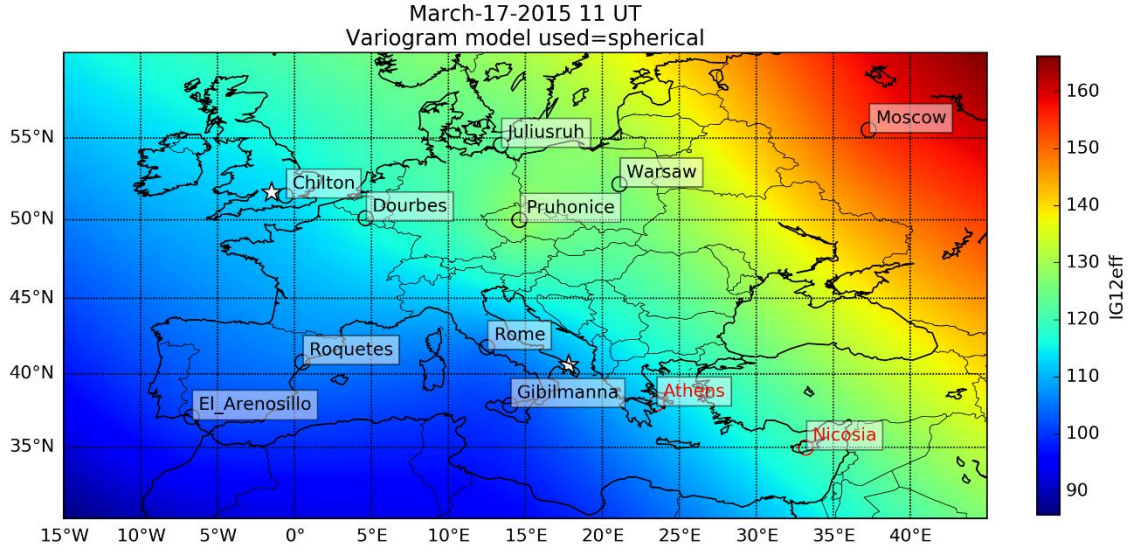 March-17-2015 11 UT
Variogram model used=spherical
55°N
50°N
45°N
40°N
35°N
Moscow
Juliusruh
Warsaw
Chilton
Dourbes
Pruhonice
Rome
Roquetes
El_Arenosillo
Gibilmanna
Athens
Nicosia
15°W
10°W
5°W
0°
5°E
10°E
15°E
20°E
25°E
30°E
35°E
40°E
160
150
140
130
120
110
100
90
IG12eff